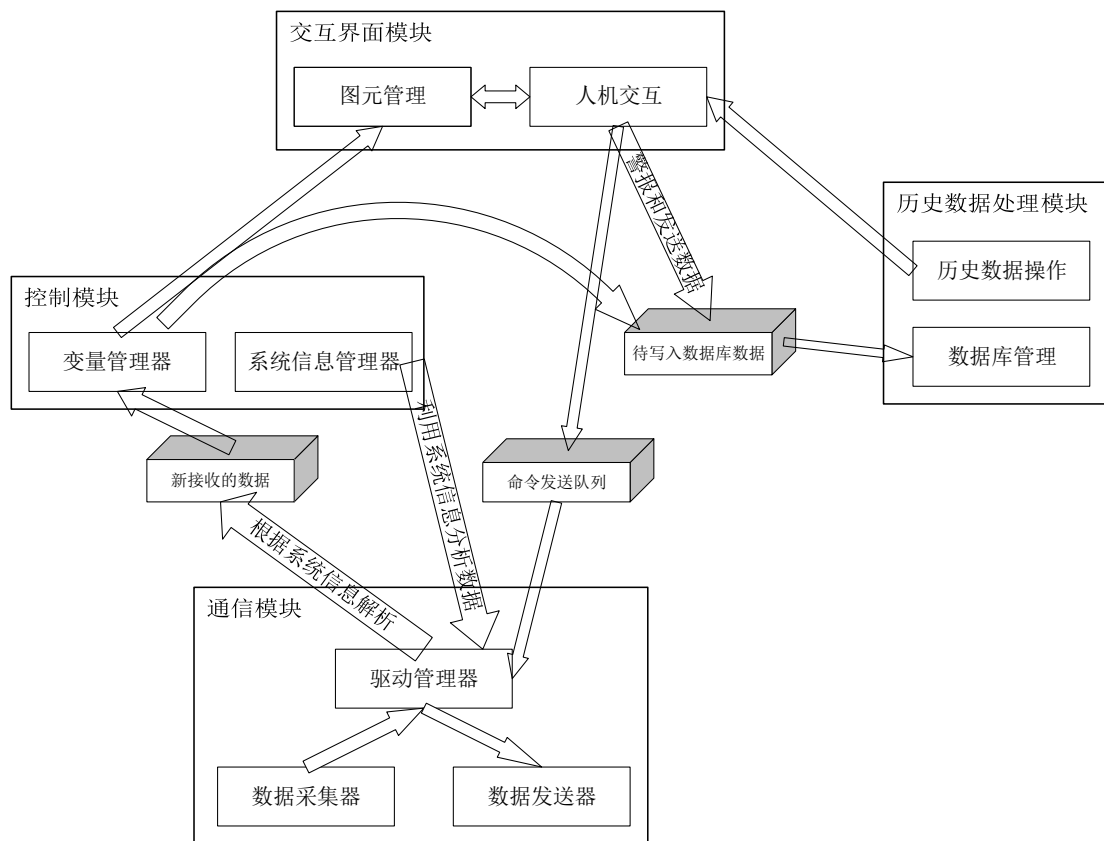 交互界面模块
图元管理
人机交互
警报和发送数据
历史数据处理模块
历史数据操作
数据库管理
控制模块
变量管理器
系统信息管理器
待写入数据库数据
利用系统信息分析数据
新接收的数据
命令发送队列
根据系统信息解析
通信模块
驱动管理器
数据采集器
数据发送器